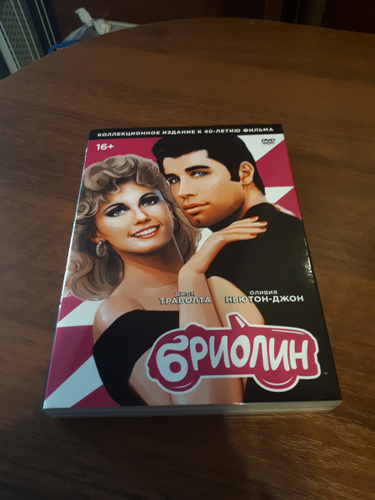 КОЛЛЕКЦИОННОЕ ИЗДАНИЕ К 40-ЛЕТИЮ ФИЛЬМА
16+
DVD
ДЖОН
ТРАВОЛТА
ОЛИВИЯ
НЬЮТОН-ДЖОН
БРИОЛИН